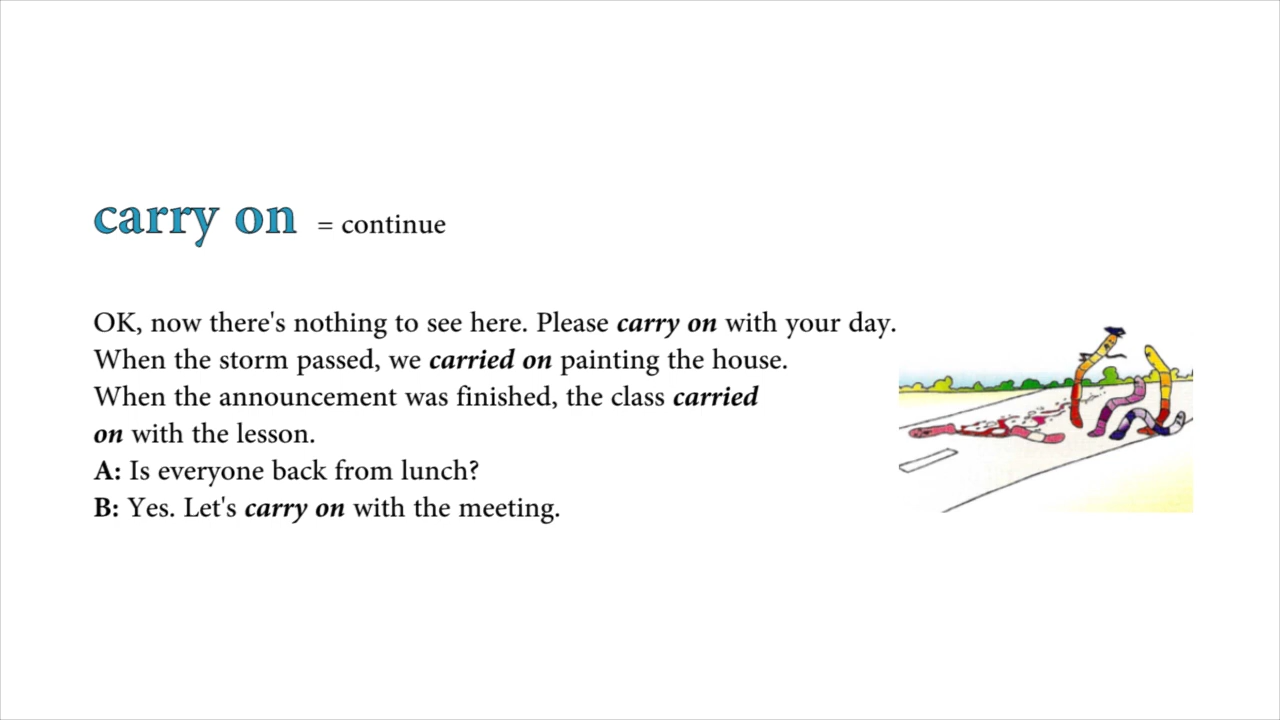 carry on = continue
OK, now there's nothing to see here. Please carry on with your day.
When the storm passed, we carried on painting the house.
When the announcement was finished, the class carried
on with the lesson.
A: Is everyone back from lunch?
B: Yes. Let's carry on with the meeting.